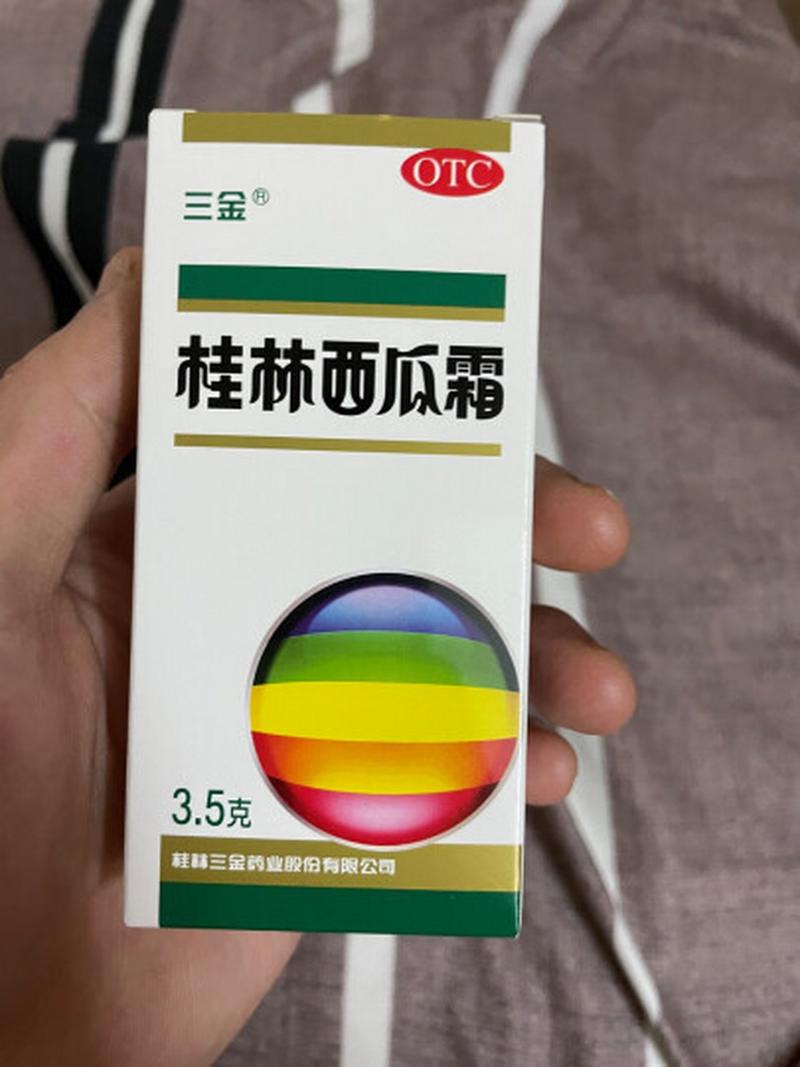 OTC
三金®
桂林西瓜霜
3.5克
桂林三金药业股份有限公司